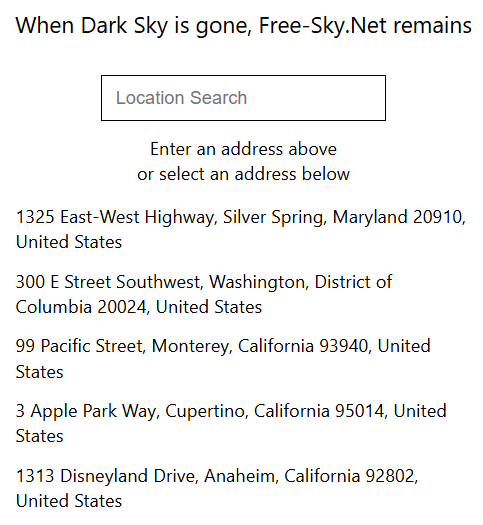 When Dark Sky is gone, Free-Sky.Net remains
Location Search
Enter an address above
or select an address below
1325 East-West Highway, Silver Spring, Maryland 20910,
United States
300 E Street Southwest, Washington, District of
Columbia 20024, United States
99 Pacific Street, Monterey, California 93940, United
States
3 Apple Park Way, Cupertino, California 95014, United
States
1313 Disneyland Drive, Anaheim, California 92802,
United States